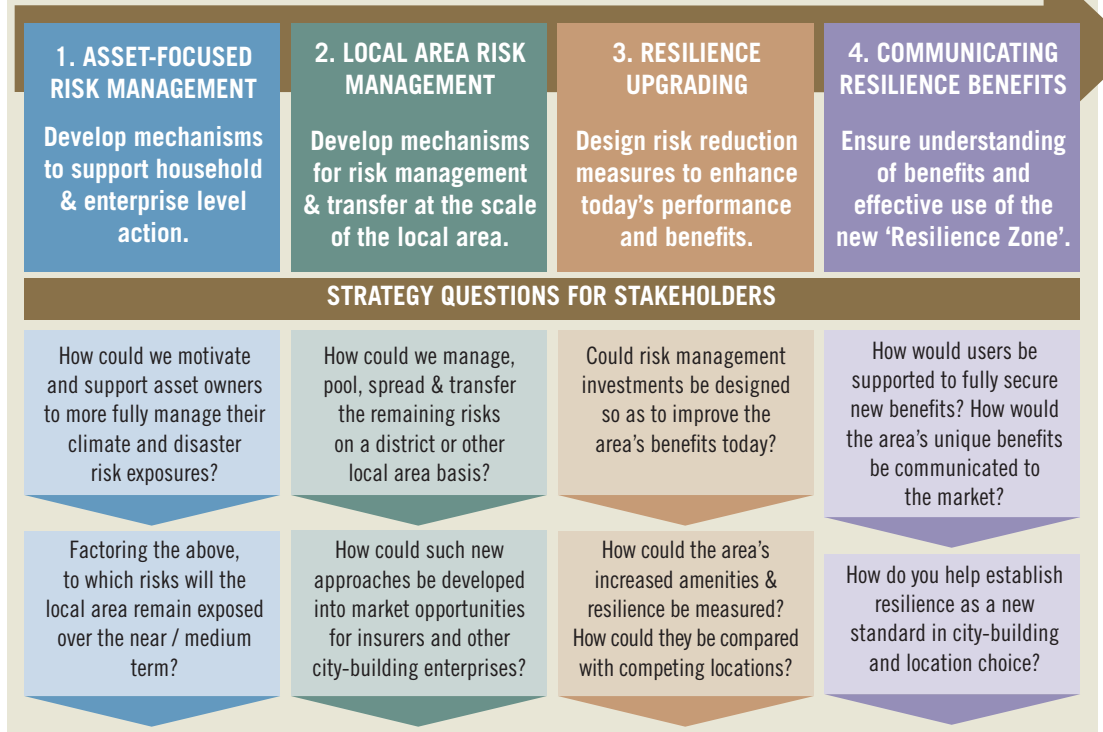 1. ASSET-FOCUSED
RISK MANAGEMENT
Develop mechanisms
to support household
& enterprise level
action.
2. LOCAL AREA RISK
MANAGEMENT
Develop mechanisms
for risk management
& transfer at the scale
of the local area.
3. RESILIENCE
UPGRADING
Design risk reduction
measures to enhance
today's performance
and benefits.
4. COMMUNICATING
RESILIENCE BENEFITS
Ensure understanding
of benefits and
effective use of the
new 'Resilience Zone'.
STRATEGY QUESTIONS FOR STAKEHOLDERS
How could we motivate
and support asset owners
to more fully manage their
climate and disaster
risk exposures?
How could we manage,
pool, spread & transfer
the remaining risks
on a district or other
local area basis?
Could risk management
investments be designed
so as to improve the
area's benefits today?
How would users be
supported to fully secure
new benefits? How would
the area's unique benefits
be communicated to
the market?
Factoring the above,
to which risks will the
local area remain exposed
over the near / medium
term?
How could such new
approaches be developed
into market opportunities
for insurers and other
city-building enterprises?
How could the area's
increased amenities &
resilience be measured?
How could they be compared
with competing locations?
How do you help establish
resilience as a new
standard in city-building
and location choice?